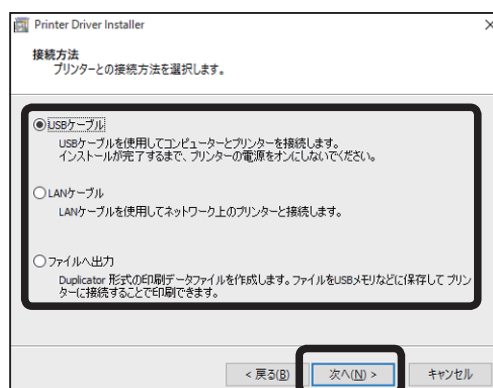 Printer Driver Installer
接続方法
プリンターとの接続方法を選択します。
USBケーブル
USBケーブルを使用してコンピューターとプリンターを接続します。
インストールが完了するまで、プリンターの電源をオンにしないでください。
LANケーブル
LANケーブルを使用してネットワーク上のプリンターと接続します。
ファイルへ出力
Duplicator 形式の印刷データファイルを作成します。ファイルをUSBメモリなどに保存して プリン
ターに接続することで印刷できます。
< 戻る(B)
次へ(N) >
キャンセル